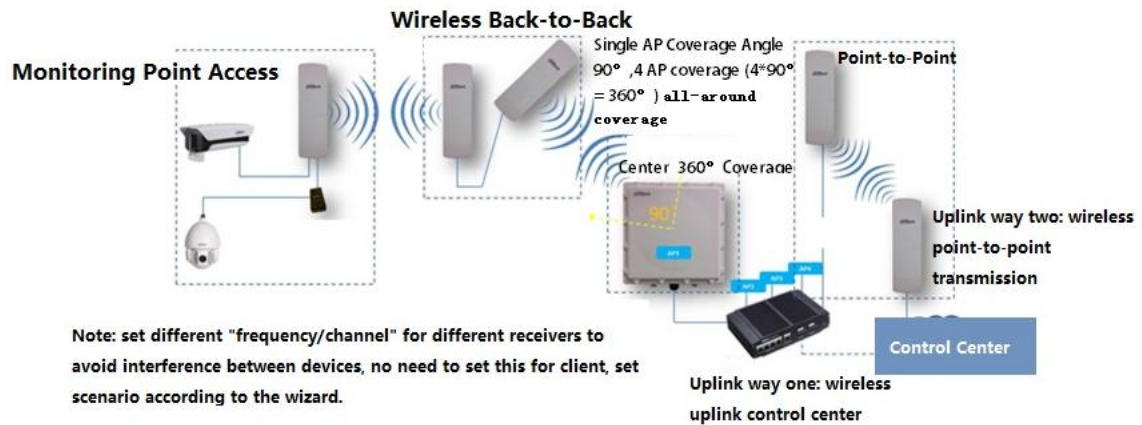 Wireless Back-to-Back
Monitoring Point Access
Single AP Coverage Angle
90° ,4 AP coverage (4*90°
= 360° ) all-around
coverage
Point-to-Point
Center 360° Coverage
90°
AP1
AP2
AP3
AP4
Uplink way two: wireless
point-to-point
transmission
Control Center
Note: set different "frequency/channel" for different receivers to
avoid interference between devices, no need to set this for client, set
scenario according to the wizard.
Uplink way one: wireless
uplink control center